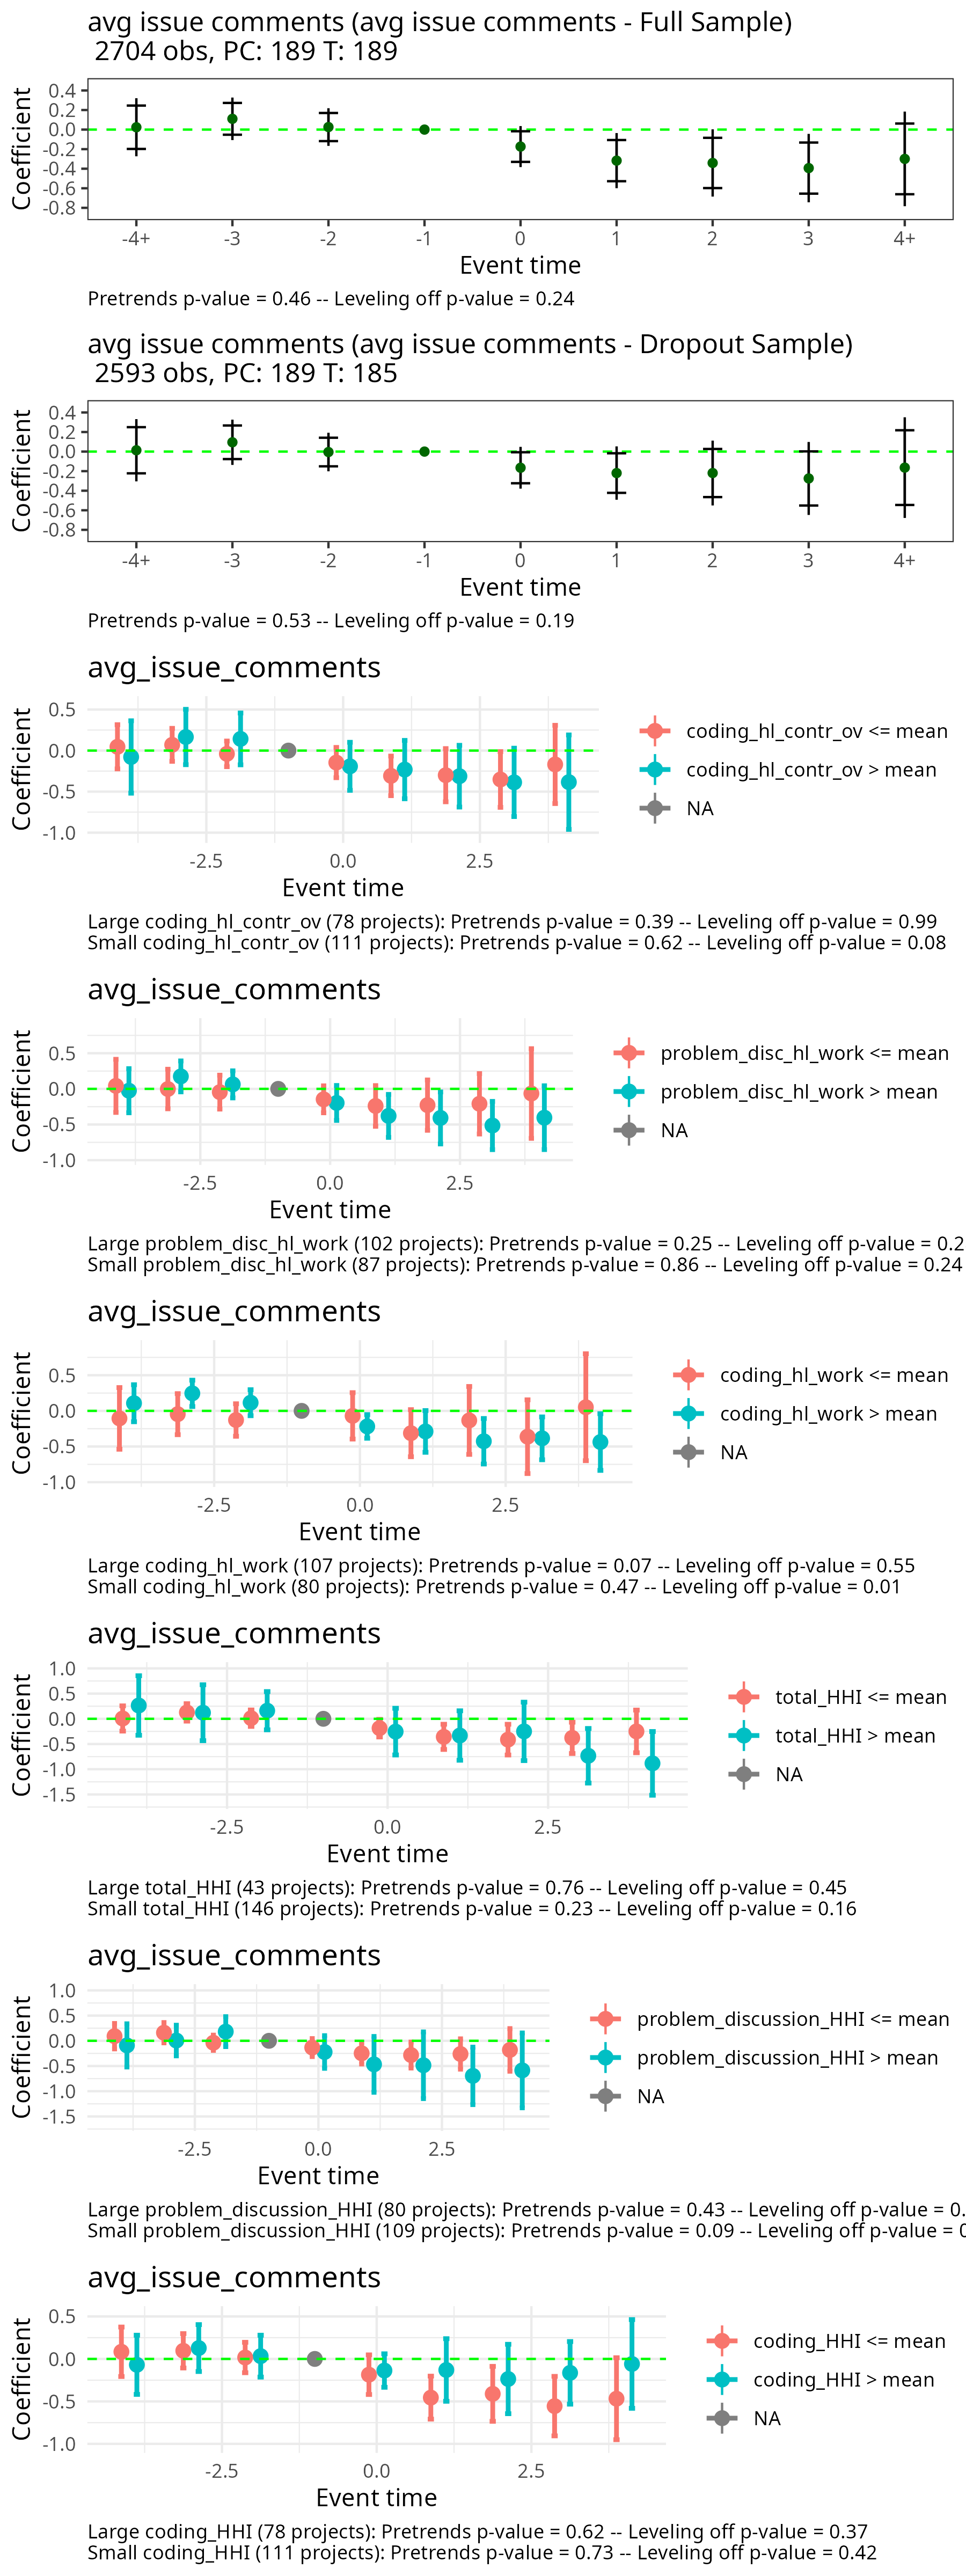 avg issue comments (avg issue comments - Full Sample)
2704 obs, PC: 189 T: 189
Coefficient
0.4
0.2
0.0
-0.2
-0.4
-0.6
-0.8
-4+ -3 -2 -1 0 1 2 3 4+
Event time
Pretrends p-value = 0.46 -- Leveling off p-value = 0.24
avg issue comments (avg issue comments - Dropout Sample)
2593 obs, PC: 189 T: 185
Coefficient
0.4
0.2
0.0
-0.2
-0.4
-0.6
-0.8
-4+ -3 -2 -1 0 1 2 3 4+
Event time
Pretrends p-value = 0.53 -- Leveling off p-value = 0.19
avg_issue_comments
Coefficient
0.5
0.0
-0.5
-1.0
-2.5 0.0 2.5
Event time
coding_hl_contr_ov <= mean
coding_hl_contr_ov > mean
NA
Large coding_hl_contr_ov (78 projects): Pretrends p-value = 0.39 -- Leveling off p-value = 0.99
Small coding_hl_contr_ov (111 projects): Pretrends p-value = 0.62 -- Leveling off p-value = 0.08
avg_issue_comments
Coefficient
0.5
0.0
-0.5
-1.0
-2.5 0.0 2.5
Event time
problem_disc_hl_work <= mean
problem_disc_hl_work > mean
NA
Large problem_disc_hl_work (102 projects): Pretrends p-value = 0.25 -- Leveling off p-value = 0.2
Small problem_disc_hl_work (87 projects): Pretrends p-value = 0.86 -- Leveling off p-value = 0.24
avg_issue_comments
Coefficient
0.5
0.0
-0.5
-1.0
-2.5 0.0 2.5
Event time
coding_hl_work <= mean
coding_hl_work > mean
NA
Large coding_hl_work (107 projects): Pretrends p-value = 0.07 -- Leveling off p-value = 0.55
Small coding_hl_work (80 projects): Pretrends p-value = 0.47 -- Leveling off p-value = 0.01
avg_issue_comments
Coefficient
1.0
0.5
0.0
-0.5
-1.0
-1.5
-2.5 0.0 2.5
Event time
total_HHI <= mean
total_HHI > mean
NA
Large total_HHI (43 projects): Pretrends p-value = 0.76 -- Leveling off p-value = 0.45
Small total_HHI (146 projects): Pretrends p-value = 0.23 -- Leveling off p-value = 0.16
avg_issue_comments
Coefficient
1.0
0.5
0.0
-0.5
-1.0
-1.5
-2.5 0.0 2.5
Event time
problem_discussion_HHI <= mean
problem_discussion_HHI > mean
NA
Large problem_discussion_HHI (80 projects): Pretrends p-value = 0.43 -- Leveling off p-value = 0.
Small problem_discussion_HHI (109 projects): Pretrends p-value = 0.09 -- Leveling off p-value = 0
avg_issue_comments
Coefficient
0.5
0.0
-0.5
-1.0
-2.5 0.0 2.5
Event time
coding_HHI <= mean
coding_HHI > mean
NA
Large coding_HHI (78 projects): Pretrends p-value = 0.62 -- Leveling off p-value = 0.37
Small coding_HHI (111 projects): Pretrends p-value = 0.73 -- Leveling off p-value = 0.42